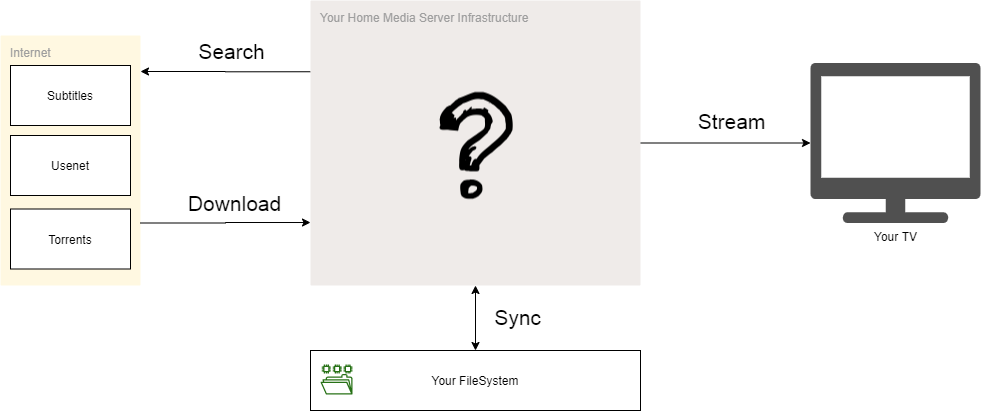 Your Home Media Server Infrastructure
Internet
Search
Subtitles
Usenet
Download
Torrents
?
Stream
Your TV
Sync
Your FileSystem